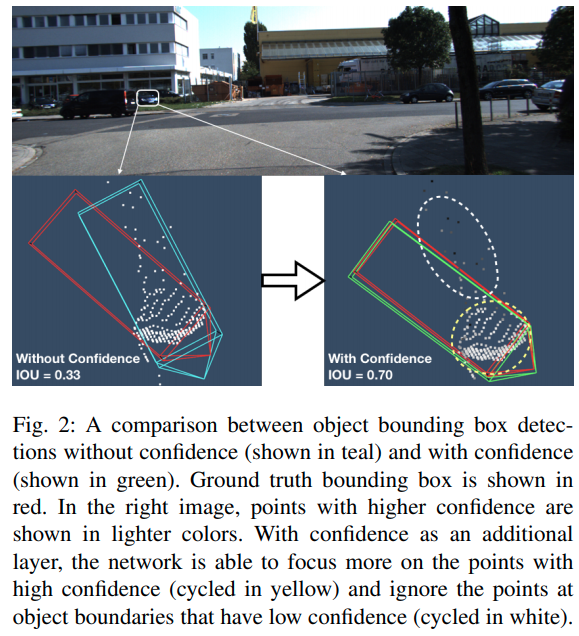 Without Confidence
IOU = 0.33
With Confidence
IOU = 0.70
Fig. 2: A comparison between object bounding box detec-
tions without confidence (shown in teal) and with confidence
(shown in green). Ground truth bounding box is shown in
red. In the right image, points with higher confidence are
shown in lighter colors. With confidence as an additional
layer, the network is able to focus more on the points with
high confidence (cycled in yellow) and ignore the points at
object boundaries that have low confidence (cycled in white).